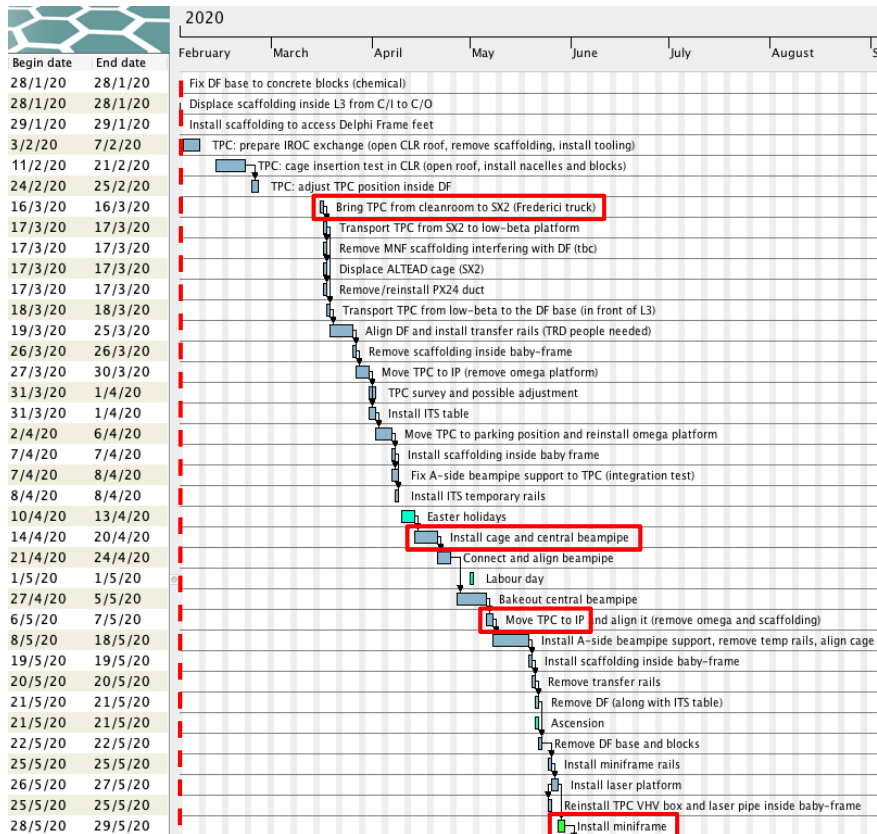 2020
February March April May June July August S
Begin date End date
28/1/20 28/1/20 Fix DF base to concrete blocks (chemical)
28/1/20 28/1/20 Displace scaffolding inside L3 from C/I to C/O
29/1/20 29/1/20 Install scaffolding to access Delphi Frame feet
3/2/20 7/2/20 TPC: prepare IROC exchange (open CLR roof, remove scaffolding, install tooling)
11/2/20 21/2/20 TPC: cage insertion test in CLR (open roof, install nacelles and blocks)
24/2/20 25/2/20 TPC: adjust TPC position inside DF
16/3/20 16/3/20 Bring TPC from cleanroom to SX2 (Frederici truck)
17/3/20 17/3/20 Transport TPC from SX2 to low-beta platform
17/3/20 17/3/20 Remove MNF scaffolding interfering with DF (tbc)
17/3/20 17/3/20 Displace ALTEAD cage (SX2)
17/3/20 17/3/20 Remove/reinstall PX24 duct
18/3/20 18/3/20 Transport TPC from low-beta to the DF base (in front of L3)
19/3/20 25/3/20 Align DF and install transfer rails (TRD people needed)
26/3/20 26/3/20 Remove scaffolding inside baby-frame
27/3/20 30/3/20 Move TPC to IP (remove omega platform)
31/3/20 1/4/20 TPC survey and possible adjustment
31/3/20 1/4/20 Install ITS table
2/4/20 6/4/20 Move TPC to parking position and reinstall omega platform
7/4/20 7/4/20 Install scaffolding inside baby frame
7/4/20 8/4/20 Fix A-side beampipe support to TPC (integration test)
8/4/20 8/4/20 Install ITS temporary rails
10/4/20 13/4/20 Easter holidays
14/4/20 20/4/20 Install cage and central beampipe
21/4/20 24/4/20 Connect and align beampipe
1/5/20 1/5/20 Labour day
27/4/20 5/5/20 Bakeout central beampipe
6/5/20 7/5/20 Move TPC to IP and align it (remove omega and scaffolding)
8/5/20 18/5/20 Install A-side beampipe support, remove temp rails, align cage
19/5/20 19/5/20 Install scaffolding inside baby-frame
20/5/20 20/5/20 Remove transfer rails
21/5/20 21/5/20 Remove DF (along with ITS table)
21/5/20 21/5/20 Ascension
22/5/20 22/5/20 Remove DF base and blocks
25/5/20 25/5/20 Install miniframe rails
26/5/20 27/5/20 Install laser platform
25/5/20 25/5/20 Reinstall TPC VHV box and laser pipe inside baby-frame
28/5/20 29/5/20 Install miniframe